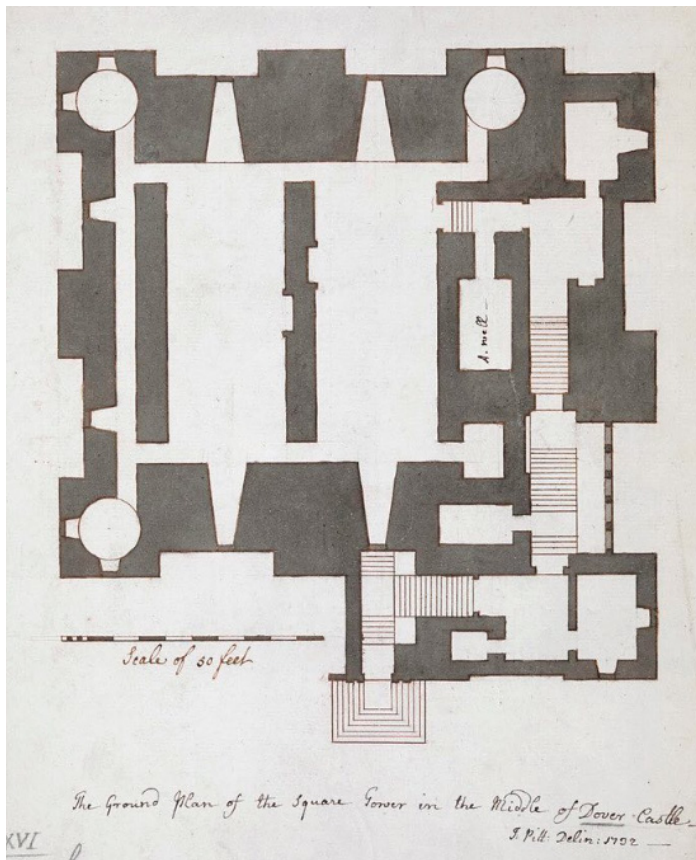 A. well
Scale of 50 feet
The Ground Plan of the Square Tower in the Middle of Dover Castle
J. Pitt: Delin: 1732
XVI